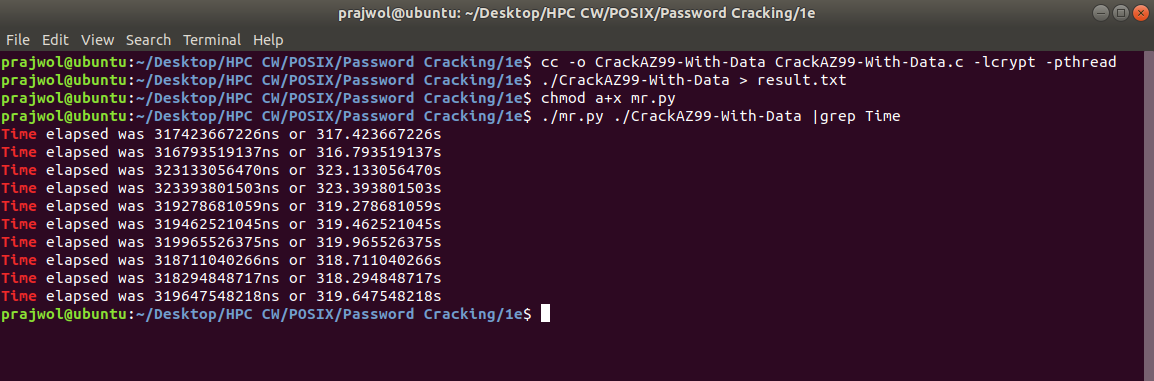 prajwol@ubuntu: ~/Desktop/HPC CW/POSIX/Password Cracking/1e
File Edit View Search Terminal Help
prajwol@ubuntu:~/Desktop/HPC CW/POSIX/Password Cracking/1e$ cc -o CrackAZ99-With-Data CrackAZ99-With-Data.c -lcrypt -pthread
prajwol@ubuntu:~/Desktop/HPC CW/POSIX/Password Cracking/1e$ ./CrackAZ99-With-Data > result.txt
prajwol@ubuntu:~/Desktop/HPC CW/POSIX/Password Cracking/1e$ chmod a+x mr.py
prajwol@ubuntu:~/Desktop/HPC CW/POSIX/Password Cracking/1e$ ./mr.py ./CrackAZ99-With-Data |grep Time
Time elapsed was 317423667226ns or 317.423667226s
Time elapsed was 316793519137ns or 316.793519137s
Time elapsed was 323133056470ns or 323.133056470s
Time elapsed was 323393801503ns or 323.393801503s
Time elapsed was 319278681059ns or 319.278681059s
Time elapsed was 319462521045ns or 319.462521045s
Time elapsed was 319965526375ns or 319.965526375s
Time elapsed was 318711040266ns or 318.711040266s
Time elapsed was 318294848717ns or 318.294848717s
Time elapsed was 319647548218ns or 319.647548218s
prajwol@ubuntu:~/Desktop/HPC CW/POSIX/Password Cracking/1e$